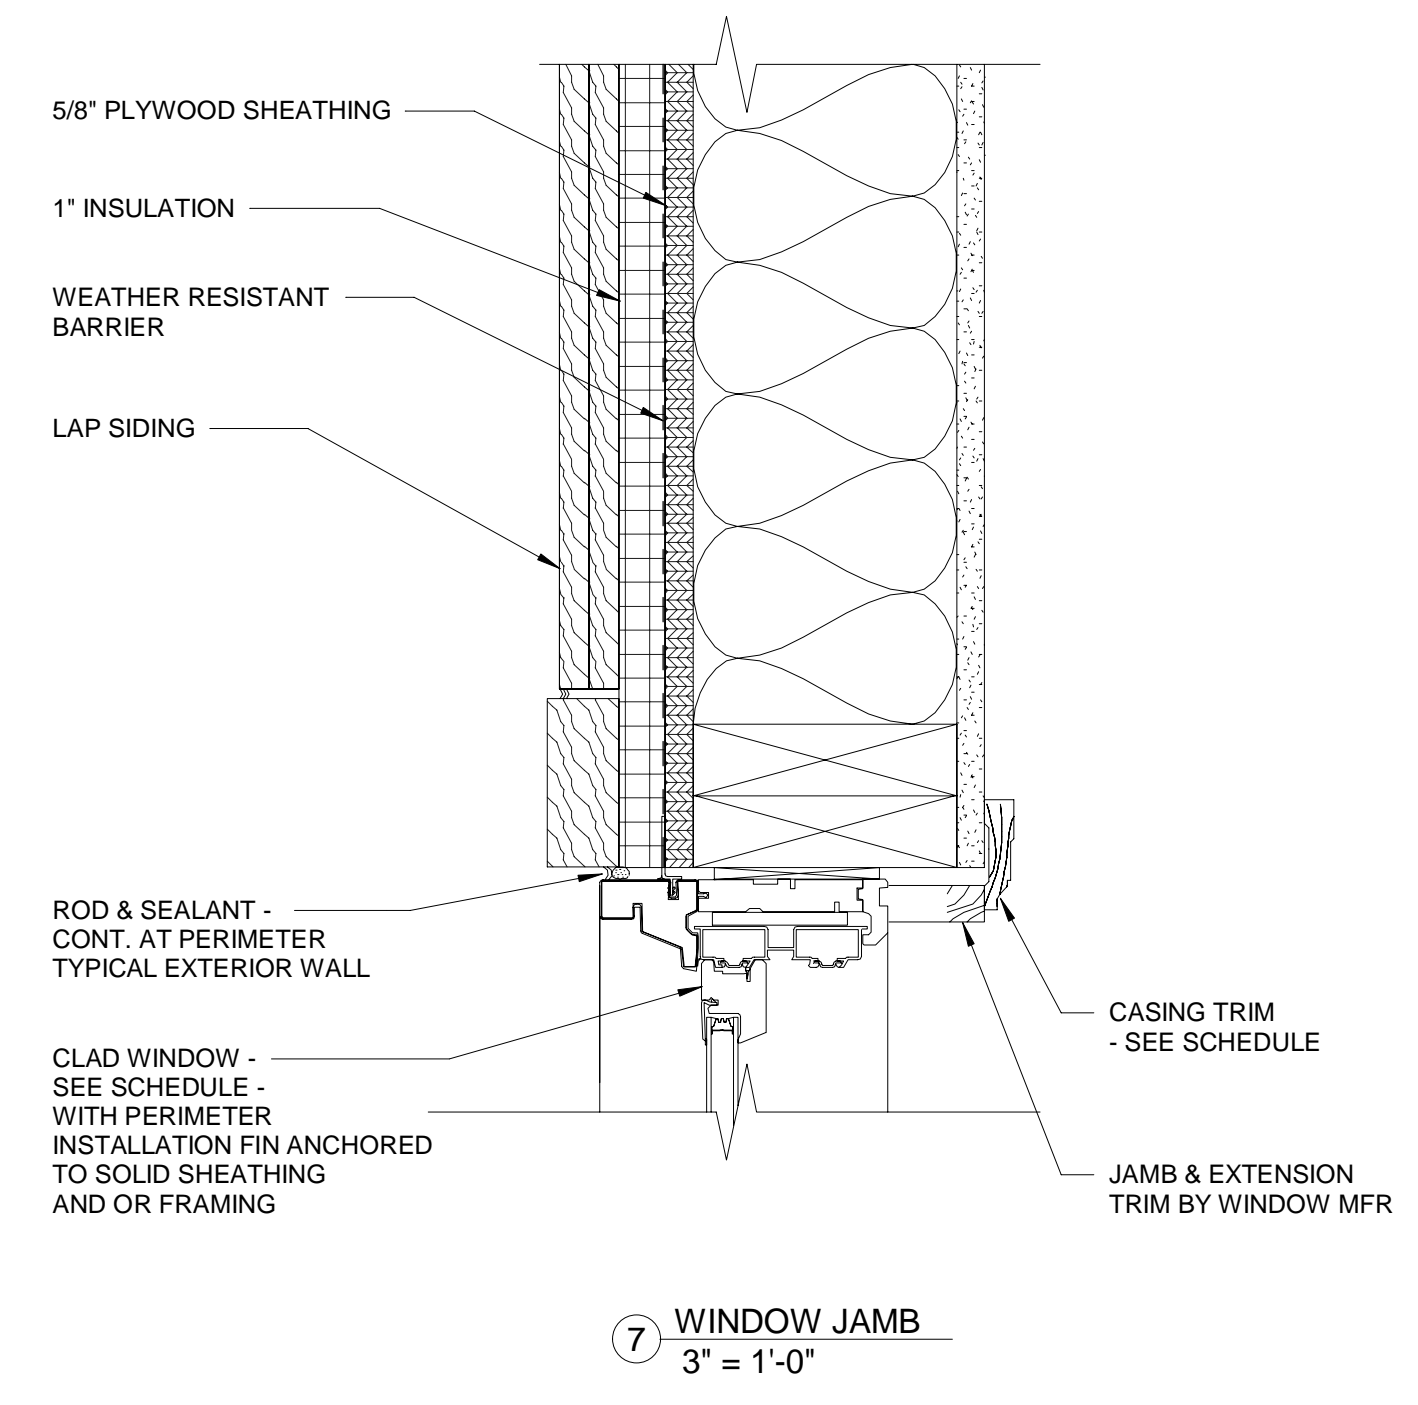 5/8" PLYWOOD SHEATHING
1" INSULATION
WEATHER RESISTANT
BARRIER
LAP SIDING
ROD & SEALANT -
CONT. AT PERIMETER
TYPICAL EXTERIOR WALL
CLAD WINDOW -
SEE SCHEDULE -
WITH PERIMETER
INSTALLATION FIN ANCHORED
TO SOLID SHEATHING
AND OR FRAMING
CASING TRIM
- SEE SCHEDULE
JAMB & EXTENSION
TRIM BY WINDOW MFR
7
WINDOW JAMB
3" = 1'-0"